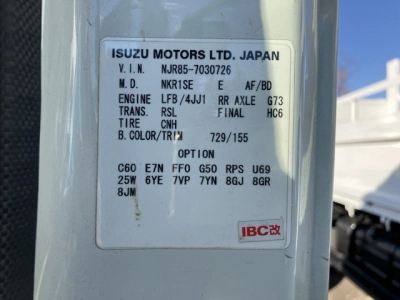 ISUZU MOTORS LTD. JAPAN
V.I.N. NJR85-7030726
M.D. NKR1SE E AF/BD
ENGINE LFB/4JJ1 RR AXLE G73
TRANS. RSL FINAL HC6
TIRE CNH
B.COLOR/TRIM 729/155
OPTION
C60 E7N FF0 G50 RPS U69
25W 6YE 7VP 7YN 8GJ 8GR
8JM
IBC改